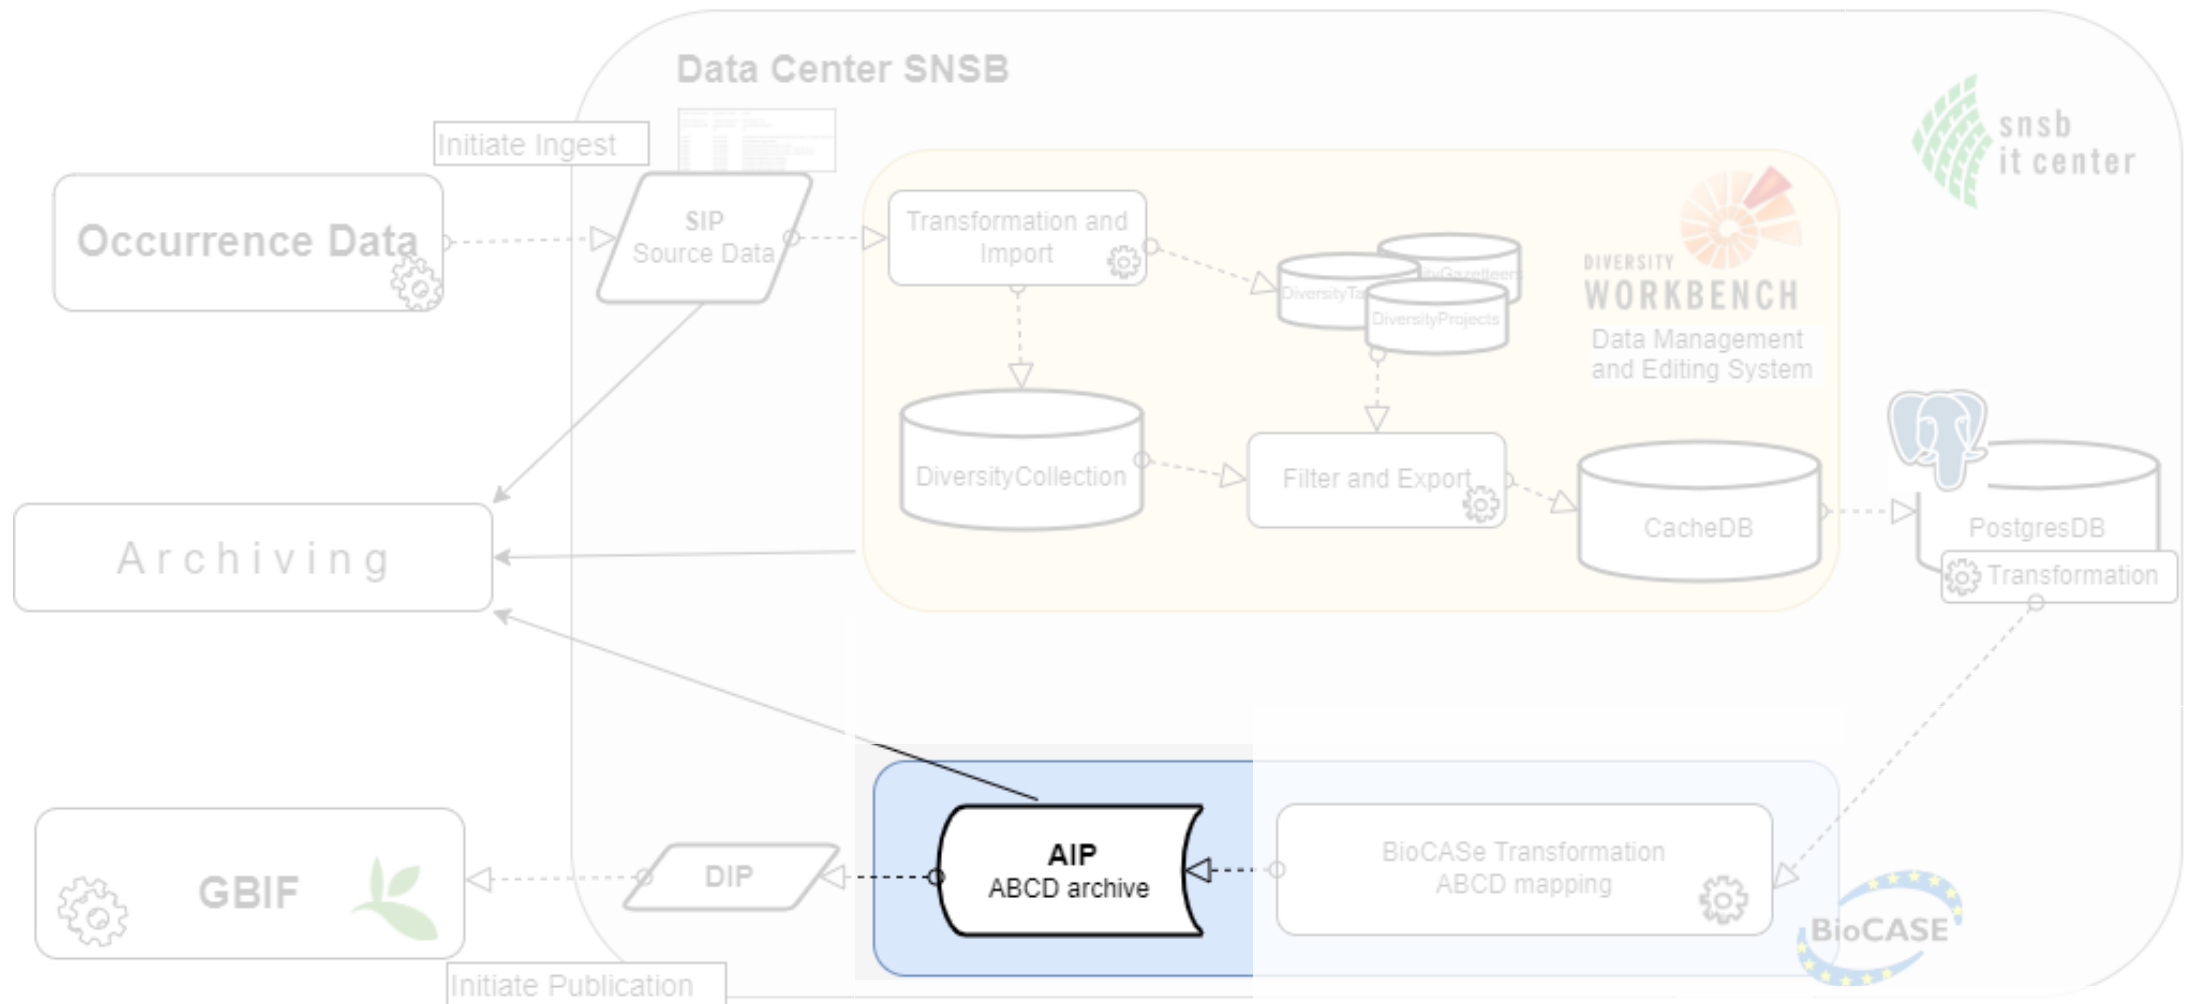 Data Center SNSB
Initiate Ingest
snsb
it center
Occurrence Data
SIP
Source Data
Transformation and
Import
DiversityProjects
DIVERSITY
WORKBENCH
Data Management
and Editing System
DiversityCollection
Filter and Export
CacheDB
PostgresDB
Transformation
Archiving
AIP
ABCD archive
BioCASe Transformation
ABCD mapping
DIP
GBIF
BioCASE
Initiate Publication